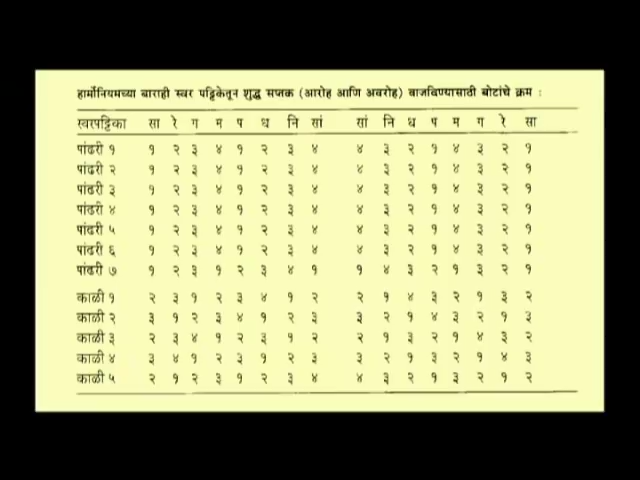 हार्मोनियमच्या बाराही स्वर पट्टिकेतून शुद्ध सप्तक (आरोह आणि अवरोह) वाजविण्यासाठी बोटांचे क्रम :
स्वरपट्टिका सा रे ग म प ध नि सां सां नि ध प म ग रे सा
पांढरी १ १ २ ३ ४ १ २ ३ ४ ४ ३ २ १ ४ ३ २ १
पांढरी २ १ २ ३ ४ १ २ ३ ४ ४ ३ २ १ ४ ३ २ १
पांढरी ३ १ २ ३ ४ १ २ ३ ४ ४ ३ २ १ ४ ३ २ १
पांढरी ४ १ २ ३ ४ १ २ ३ ४ ४ ३ २ १ ४ ३ २ १
पांढरी ५ १ २ ३ ४ १ २ ३ ४ ४ ३ २ १ ४ ३ २ १
पांढरी ६ १ २ ३ ४ १ २ ३ ४ ४ ३ २ १ ४ ३ २ १
पांढरी ७ १ २ ३ १ २ ३ ४ १ १ ४ ३ २ १ ३ २ १
काळी १ २ ३ १ २ ३ ४ १ २ २ १ ४ ३ २ १ ३ २
काळी २ ३ १ २ ३ ४ १ २ ३ ३ २ १ ४ ३ २ १ ३
काळी ३ २ ३ ४ १ २ ३ १ २ २ १ ३ २ १ ४ ३ २
काळी ४ ३ ४ १ २ ३ १ २ ३ ३ २ १ ३ २ १ ४ ३
काळी ५ २ १ २ ३ १ २ ३ ४ ४ ३ २ १ ३ २ १ २